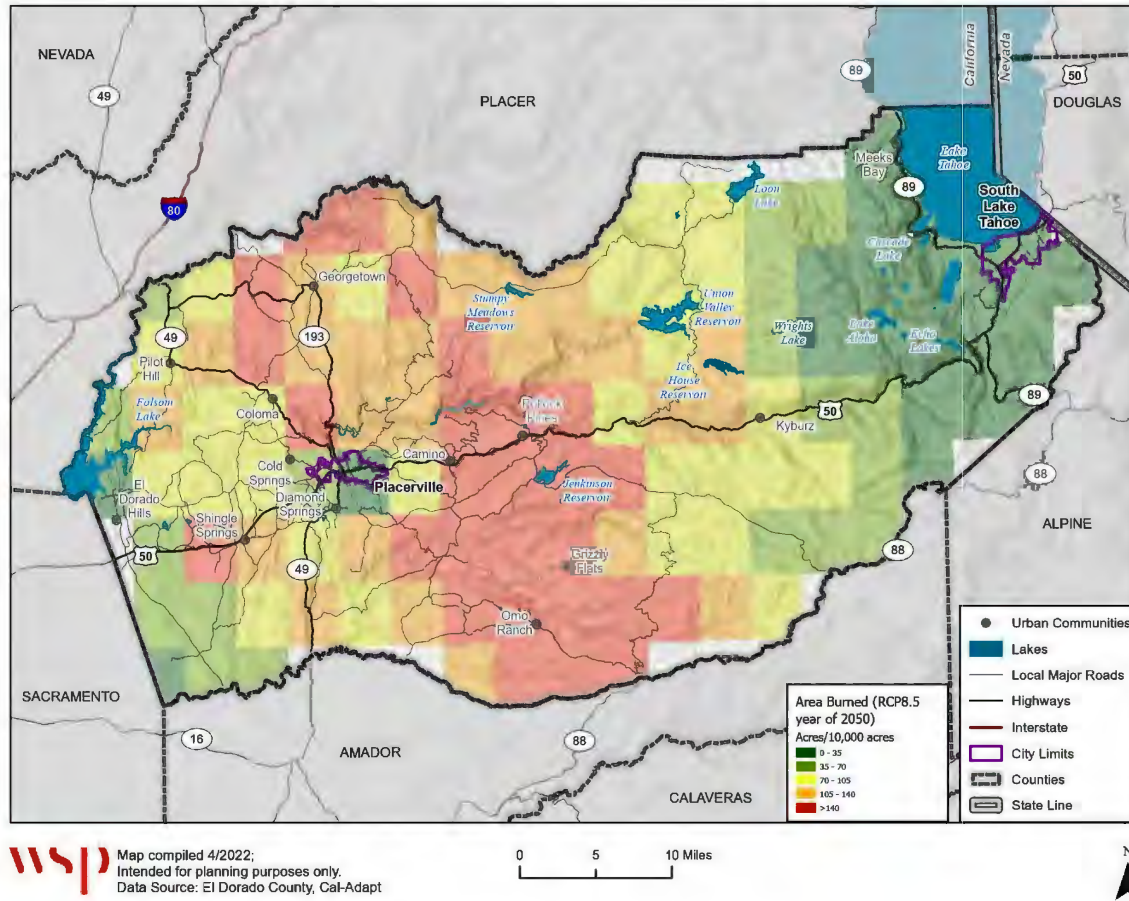 NEVADA
49
PLACER
89
California
Nevada
50
DOUGLAS
80
Meeks
Bay
Lake
Tahoe
89
South
Lake
Tahoe
Loon
Lake
Cascade
Lake
Georgetown
Stumpy
Meadows
Reservoir
Union
Valley
Reservoir
Wrights
Lake
Lake
Aloha
Echo
Lakes
49
193
Pilot
Hill
Ice
House
Reservoir
Folsom
Lake
Coloma
Pollock
Pines
50
Kyburz
89
Camino
Cold
Springs
Placerville
Jenkinson
Reservoir
88
El
Dorado
Hills
Diamond
Springs
Shingle
Springs
50
49
Grizzly
Flats
88
ALPINE
Omo
Ranch
SACRAMENTO
16
AMADOR
88
CALAVERAS
Area Burned (RCP8.5
year of 2050)
Acres/10,000 acres
0 - 35
35 - 70
70 - 105
105 - 140
>140
Urban Communities
Lakes
Local Major Roads
Highways
Interstate
City Limits
Counties
State Line
wsp
Map compiled 4/2022;
Intended for planning purposes only.
Data Source: El Dorado County, Cal-Adapt
0 5 10 Miles
N